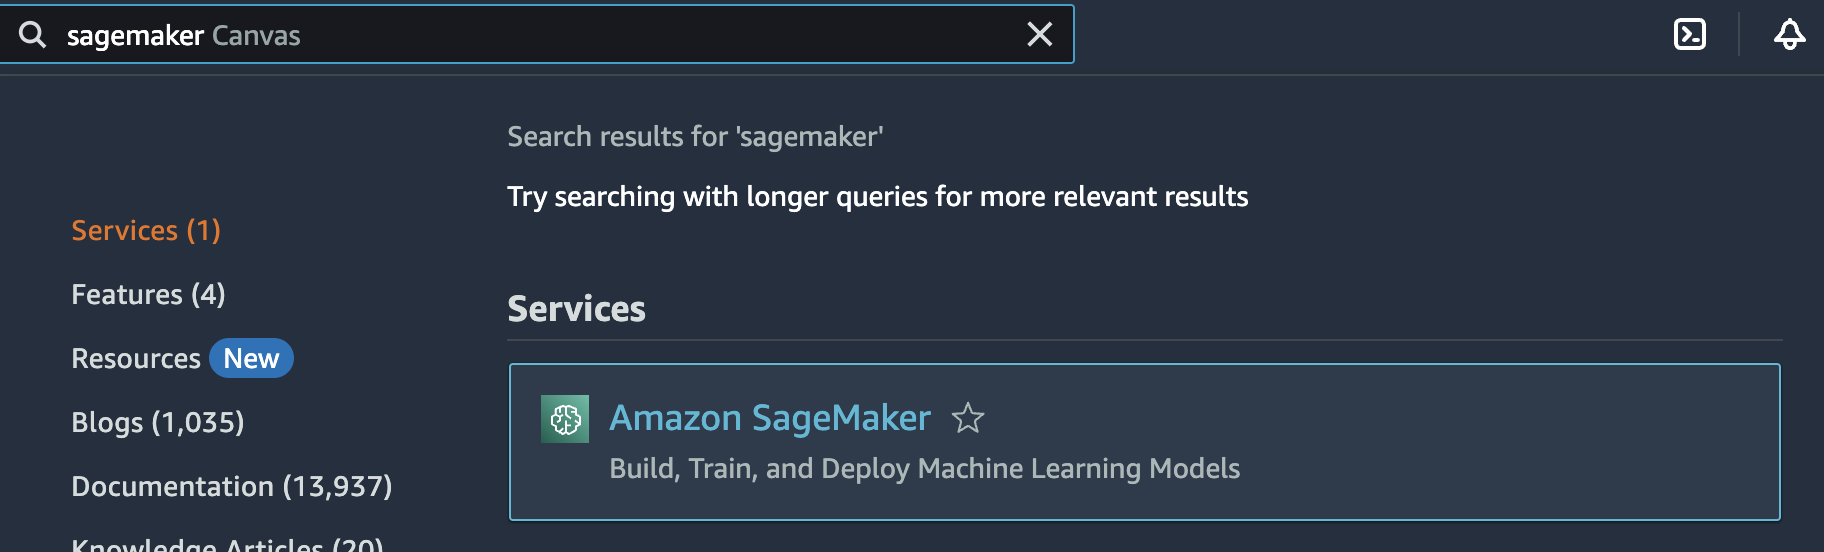 sagemaker Canvas
Search results for 'sagemaker'
Try searching with longer queries for more relevant results
Services (1)
Features (4)
Resources New
Blogs (1,035)
Documentation (13,937)
Knowledge Articles (20)
Services
Amazon SageMaker
Build, Train, and Deploy Machine Learning Models